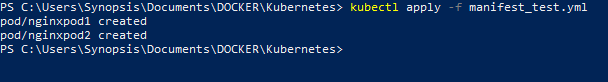 PS C:\Users\Synopsis\Documents\DOCKER\Kubernetes> kubectl apply -f manifest_test.yml
pod/nginxpod1 created
pod/nginxpod2 created
PS C:\Users\Synopsis\Documents\DOCKER\Kubernetes>